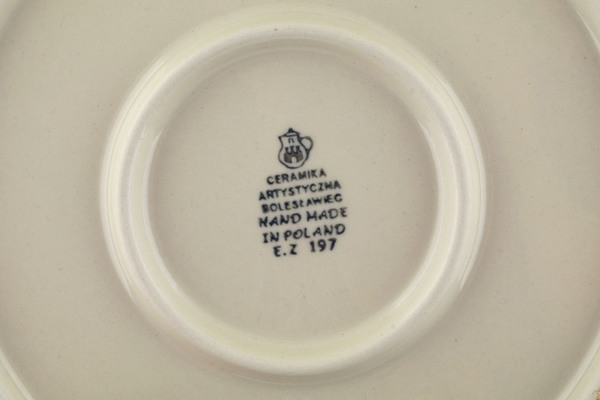 CERAMIKA
ARTYSTYCZNA
BOLESŁAWIEC
HAND MADE
IN POLAND
E.Z 197